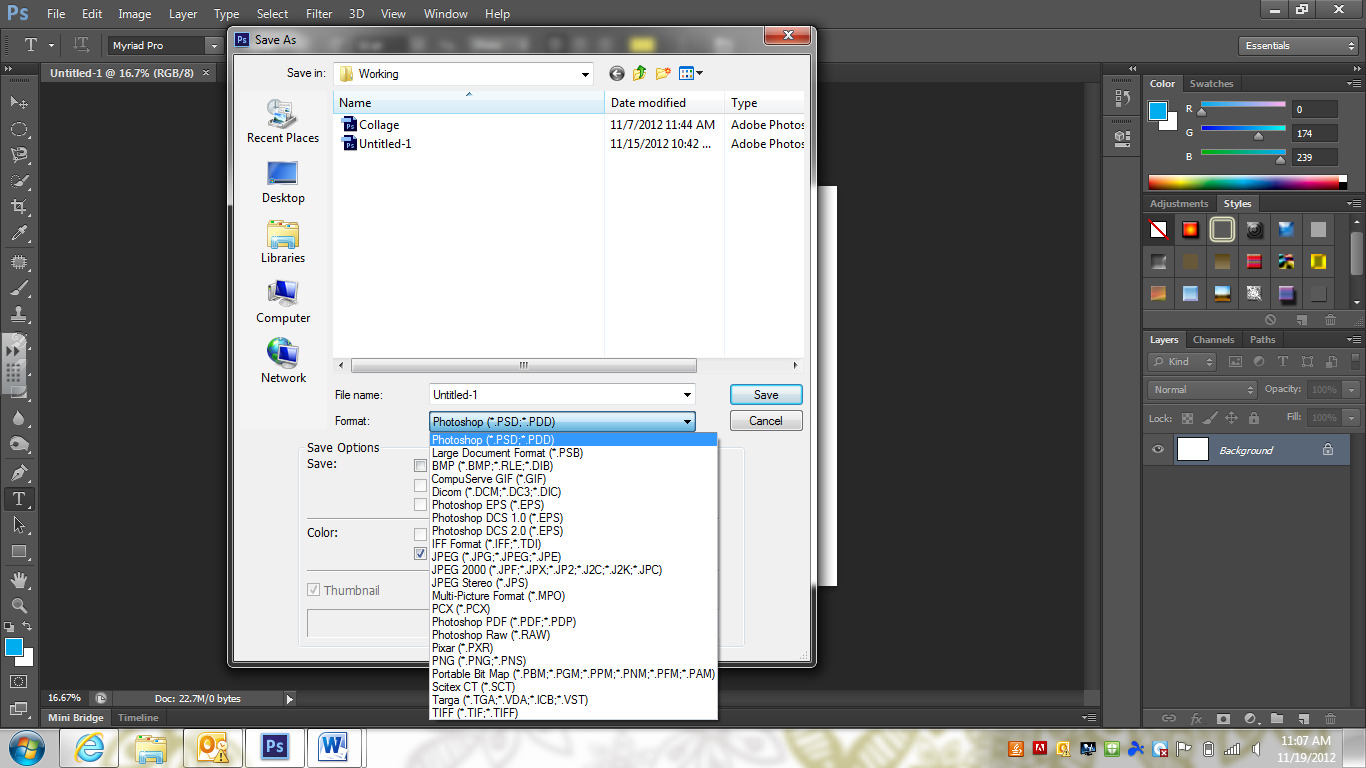 Ps File Edit Image Layer Type Select Filter 3D View Window Help
T Myriad Pro Essentials
Ps Save As
Untitled-1 @ 16.7% (RGB/8) ×
Save in: Working
Name Date modified Type
Collage 11/7/2012 11:44 AM Adobe Photos
Untitled-1 11/15/2012 10:42 ... Adobe Photos
Recent Places
Desktop
Libraries
Computer
Network
File name: Untitled-1 Save
Format: Photoshop (*.PSD;*.PDD) Cancel
Save Options
Save:
Color:
Thumbnail
Photoshop (*.PSD;*.PDD)
Large Document Format (*.PSB)
BMP (*.BMP;*.RLE;*.DIB)
CompuServe GIF (*.GIF)
Dicom (*.DCM;*.DC3;*.DIC)
Photoshop EPS (*.EPS)
Photoshop DCS 1.0 (*.EPS)
Photoshop DCS 2.0 (*.EPS)
IFF Format (*.IFF;*.TDI)
JPEG (*.JPG;*.JPEG;*.JPE)
JPEG 2000 (*.JPF;*.JPX;*.JP2;*.J2C;*.J2K;*.JPC)
JPEG Stereo (*.JPS)
Multi-Picture Format (*.MPO)
PCX (*.PCX)
Photoshop PDF (*.PDF;*.PDP)
Photoshop Raw (*.RAW)
Pixar (*.PXR)
PNG (*.PNG;*.PNS)
Portable Bit Map (*.PBM;*.PGM;*.PPM;*.PNM;*.PFM;*.PAM)
Scitex CT (*.SCT)
Targa (*.TGA;*.VDA;*.ICB;*.VST)
TIFF (*.TIF;*.TIFF)
Color Swatches
R 0
G 174
B 239
Adjustments Styles
Layers Channels Paths
Kind
Normal Opacity: 100%
Lock: Fill: 100%
Background
fx
16.67% Doc: 22.7M/0 bytes
Mini Bridge Timeline
11:07 AM
11/19/2012